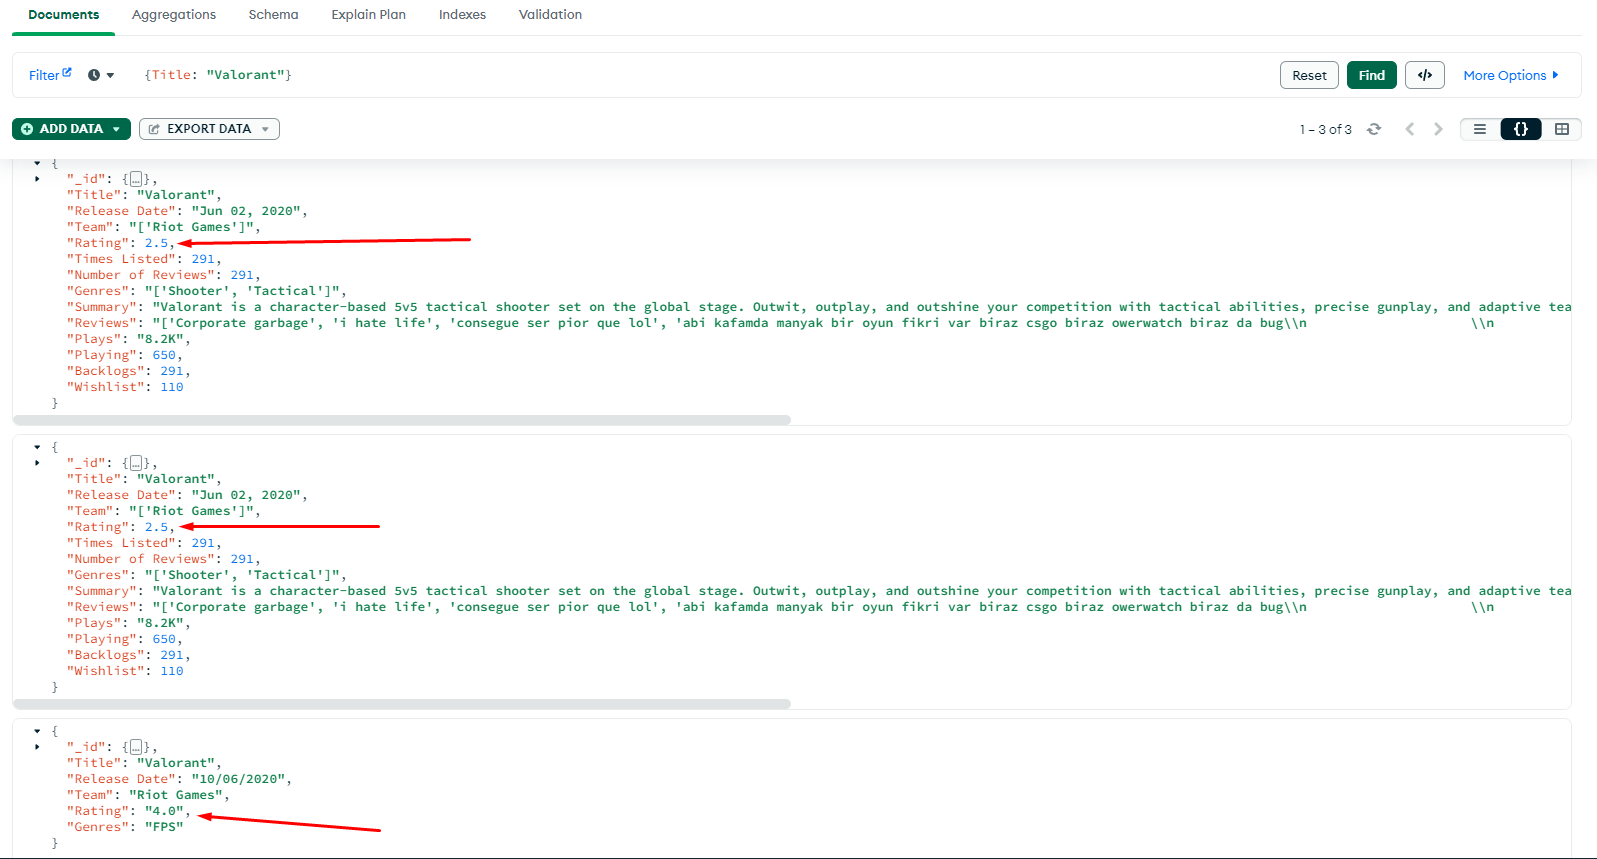 Documents Aggregations Schema Explain Plan Indexes Validation
Filter {Title: "Valorant"} Reset Find </> More Options
ADD DATA EXPORT DATA 1 – 3 of 3 {}
{
"_id": {…},
"Title": "Valorant",
"Release Date": "Jun 02, 2020",
"Team": "['Riot Games']",
"Rating": 2.5,
"Times Listed": 291,
"Number of Reviews": 291,
"Genres": "['Shooter', 'Tactical']",
"Summary": "Valorant is a character-based 5v5 tactical shooter set on the global stage. Outwit, outplay, and outshine your competition with tactical abilities, precise gunplay, and adaptive tea
"Reviews": "['Corporate garbage', 'i hate life', 'consegue ser pior que lol', 'abi kafamda manyak bir oyun fikri var biraz csgo biraz owerwatch biraz da bug\\n \\n
"Plays": "8.2K",
"Playing": 650,
"Backlogs": 291,
"Wishlist": 110
}
{
"_id": {…},
"Title": "Valorant",
"Release Date": "Jun 02, 2020",
"Team": "['Riot Games']",
"Rating": 2.5,
"Times Listed": 291,
"Number of Reviews": 291,
"Genres": "['Shooter', 'Tactical']",
"Summary": "Valorant is a character-based 5v5 tactical shooter set on the global stage. Outwit, outplay, and outshine your competition with tactical abilities, precise gunplay, and adaptive tea
"Reviews": "['Corporate garbage', 'i hate life', 'consegue ser pior que lol', 'abi kafamda manyak bir oyun fikri var biraz csgo biraz owerwatch biraz da bug\\n \\n
"Plays": "8.2K",
"Playing": 650,
"Backlogs": 291,
"Wishlist": 110
}
{
"_id": {…},
"Title": "Valorant",
"Release Date": "10/06/2020",
"Team": "Riot Games",
"Rating": "4.0",
"Genres": "FPS"
}